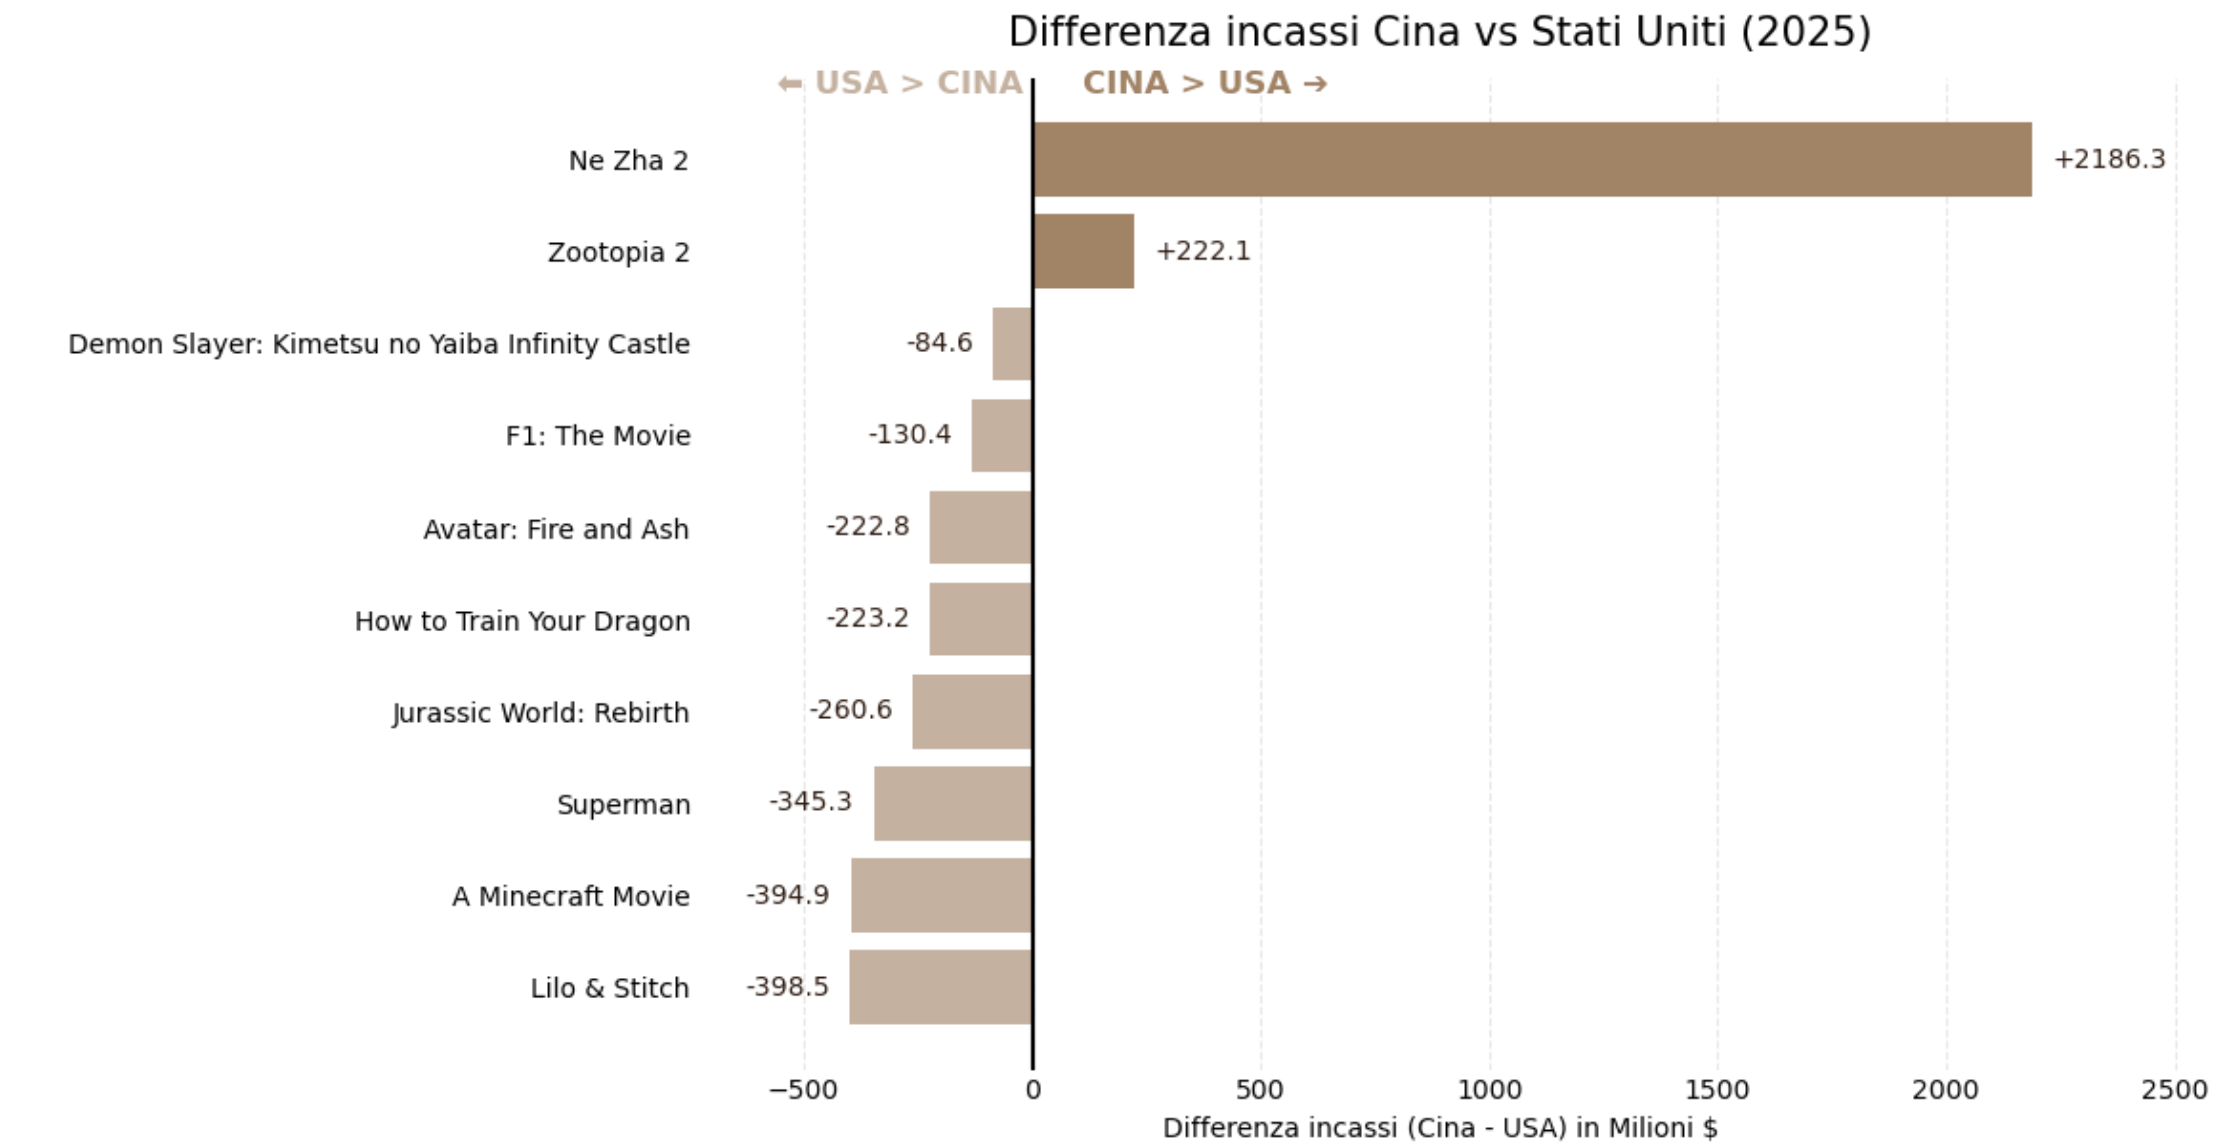 Differenza incassi Cina vs Stati Uniti (2025)
⬅ USA > CINA
CINA > USA ➔
Ne Zha 2
+2186.3
Zootopia 2
+222.1
Demon Slayer: Kimetsu no Yaiba Infinity Castle
-84.6
F1: The Movie
-130.4
Avatar: Fire and Ash
-222.8
How to Train Your Dragon
-223.2
Jurassic World: Rebirth
-260.6
Superman
-345.3
A Minecraft Movie
-394.9
Lilo & Stitch
-398.5
−500 0 500 1000 1500 2000 2500
Differenza incassi (Cina - USA) in Milioni $